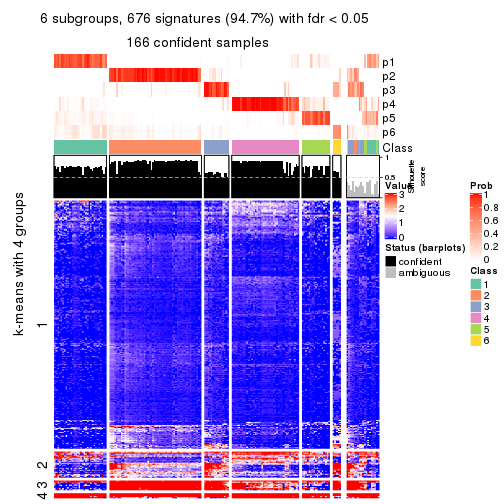 6 subgroups, 676 signatures (94.7%) with fdr < 0.05
166 confident samples
p1
p2
p3
p4
p5
p6
Class
1
0.5
0
Silhouette
score
k-means with 4 groups
1
2
3
4
Value
3
2
1
0
Status (barplots)
confident
ambiguous
Prob
1
0.8
0.6
0.4
0.2
0
Class
1
2
3
4
5
6